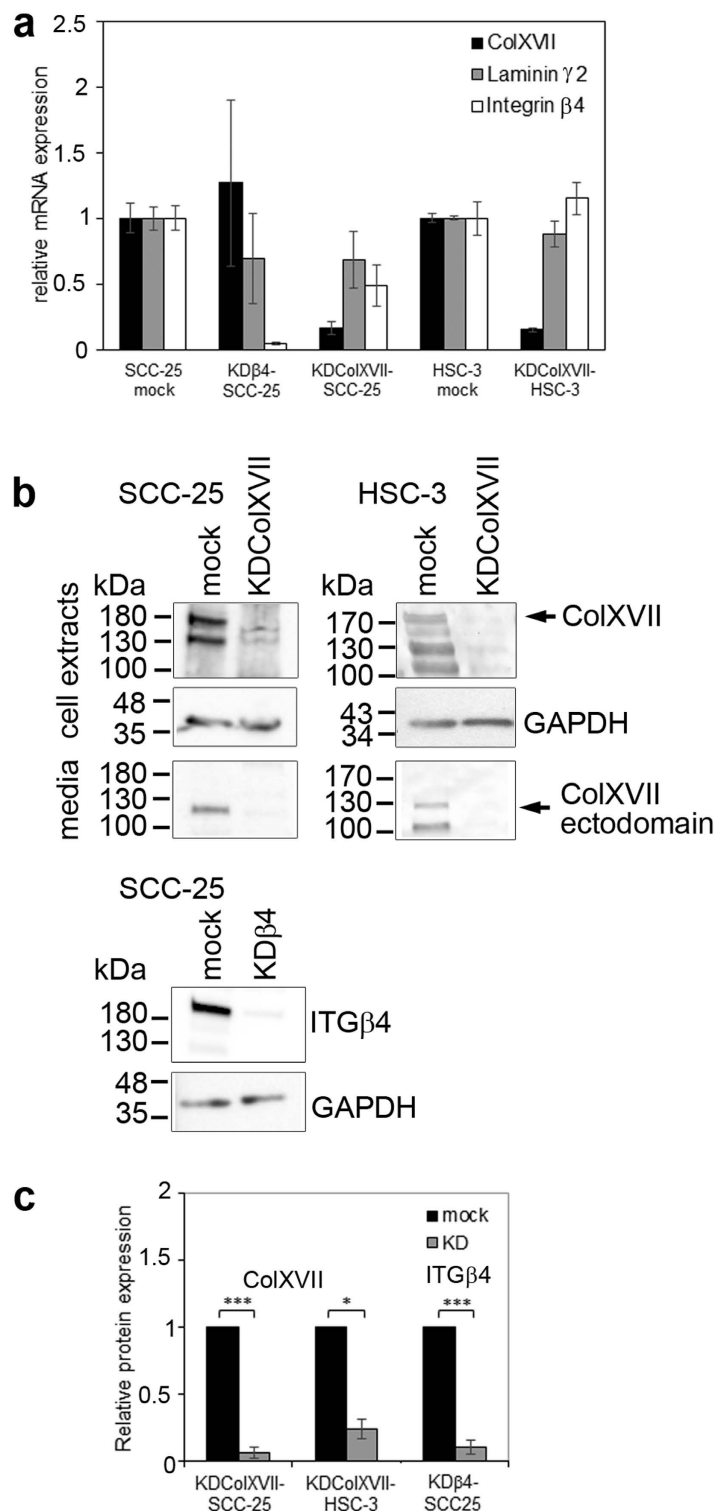 a
2.5
2
1.5
1
0.5
0
relative mRNA expression
ColXVII
Laminin γ2
Integrin β4
SCC-25 mock
KDβ4-
SCC-25
KDColXVII-
SCC-25
HSC-3
mock
KDColXVII-
HSC-3
b
SCC-25
mock
KDColXVII
HSC-3
mock
KDColXVII
kDa
kDa
cell extracts
180
130
100
170
130
100
ColXVII
48
35
43
34
GAPDH
media
180
130
100
170
130
100
ColXVII
ectodomain
SCC-25
mock
KDβ4
kDa
180
130
ITGβ4
48
35
GAPDH
c
2
1.5
1
0.5
0
Relative protein expression
mock
KD
ColXVII
ITGβ4
***
*
***
KDColXVII-
SCC-25
KDColXVII-
HSC-3
KDβ4-
SCC25